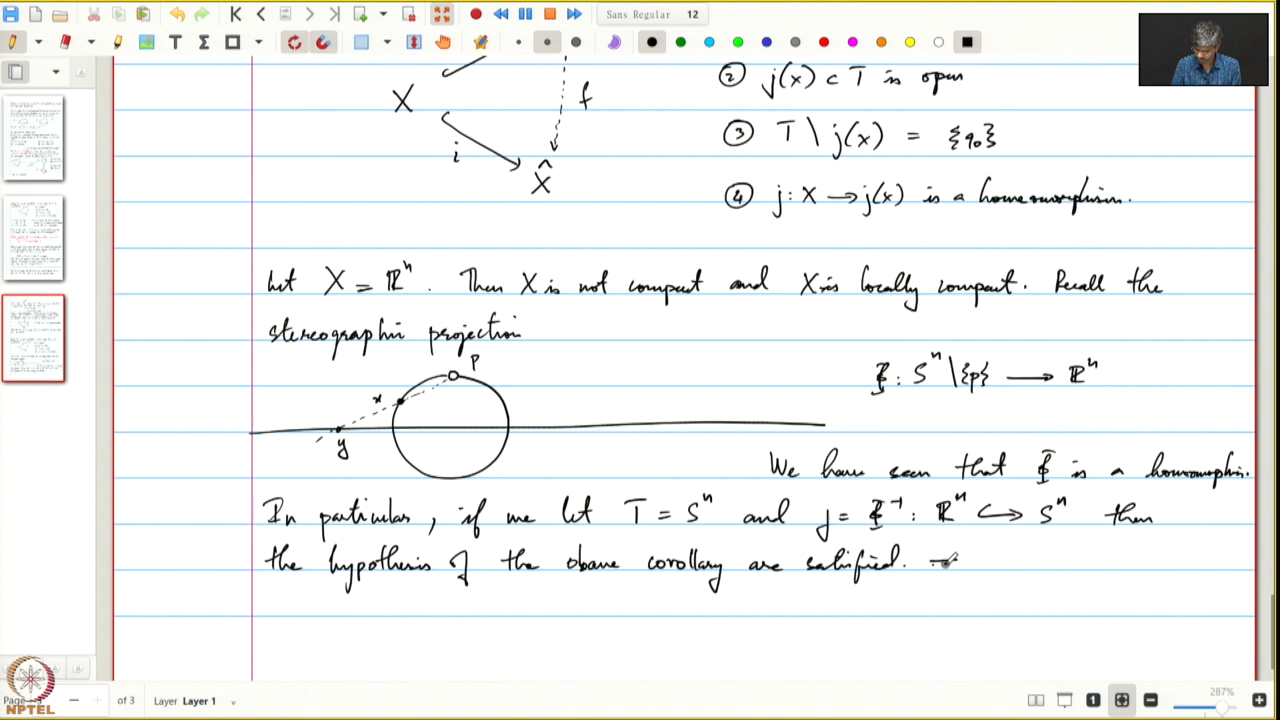 Sans Regular 12
② j(x) ⊂ T is open
X
f
③ T \ j(x) = {q₀}
i
X̂
④ j : X → j(x) is a homeomorphism.
Let X = ℝⁿ. Then X is not compact and X is locally compact. Recall the
stereographic projection
p
Φ : Sⁿ \ {p} → ℝⁿ
x
y
We have seen that Φ is a homeomorphis.
In particular, if we let T = Sⁿ and j = Φ⁻¹ : ℝⁿ ↪ Sⁿ then
the hypothesis of the above corollary are satisfied.
287%
NPTEL
Page
of 3
Layer Layer 1
1